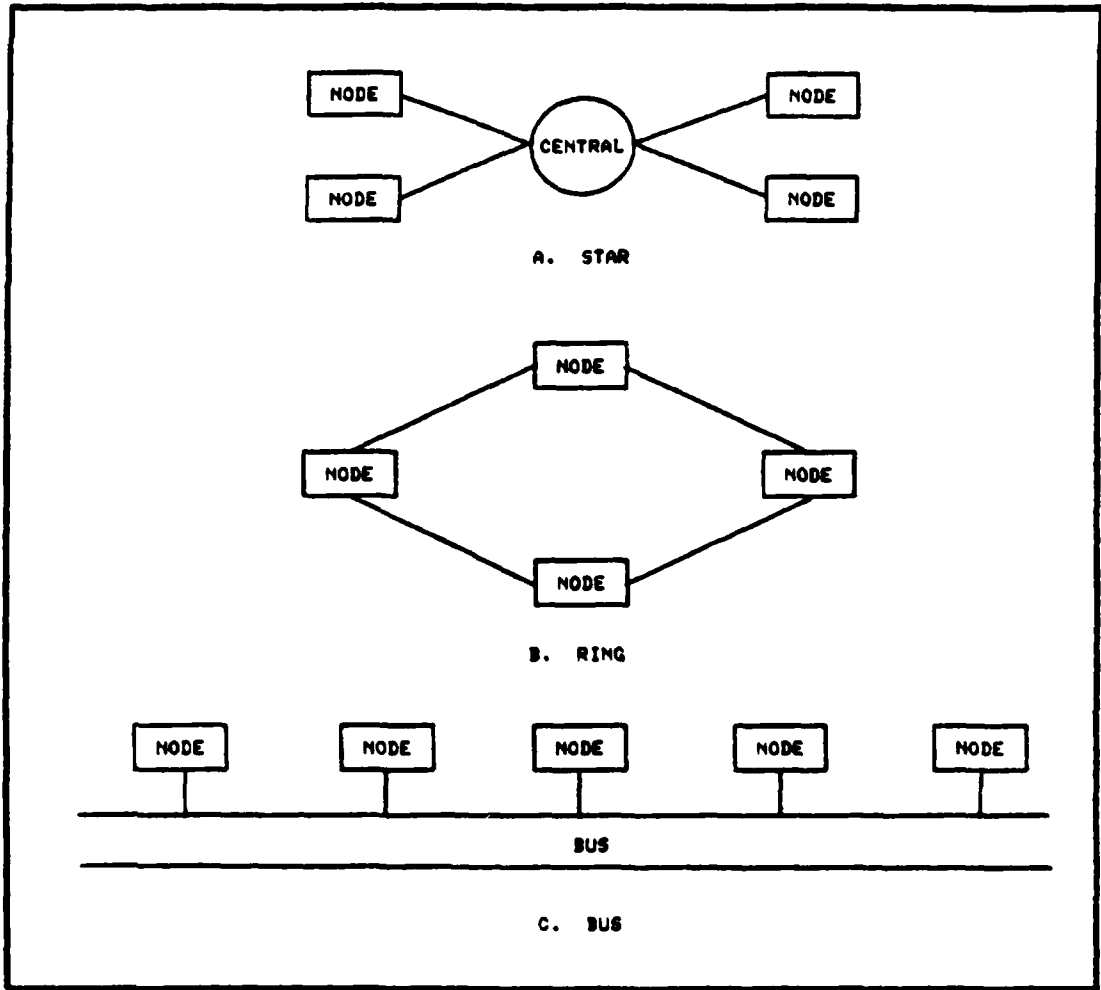 NODE NODE
CENTRAL
NODE NODE
A. STAR
NODE
NODE NODE
NODE
B. RING
NODE NODE NODE NODE NODE
BUS
C. BUS